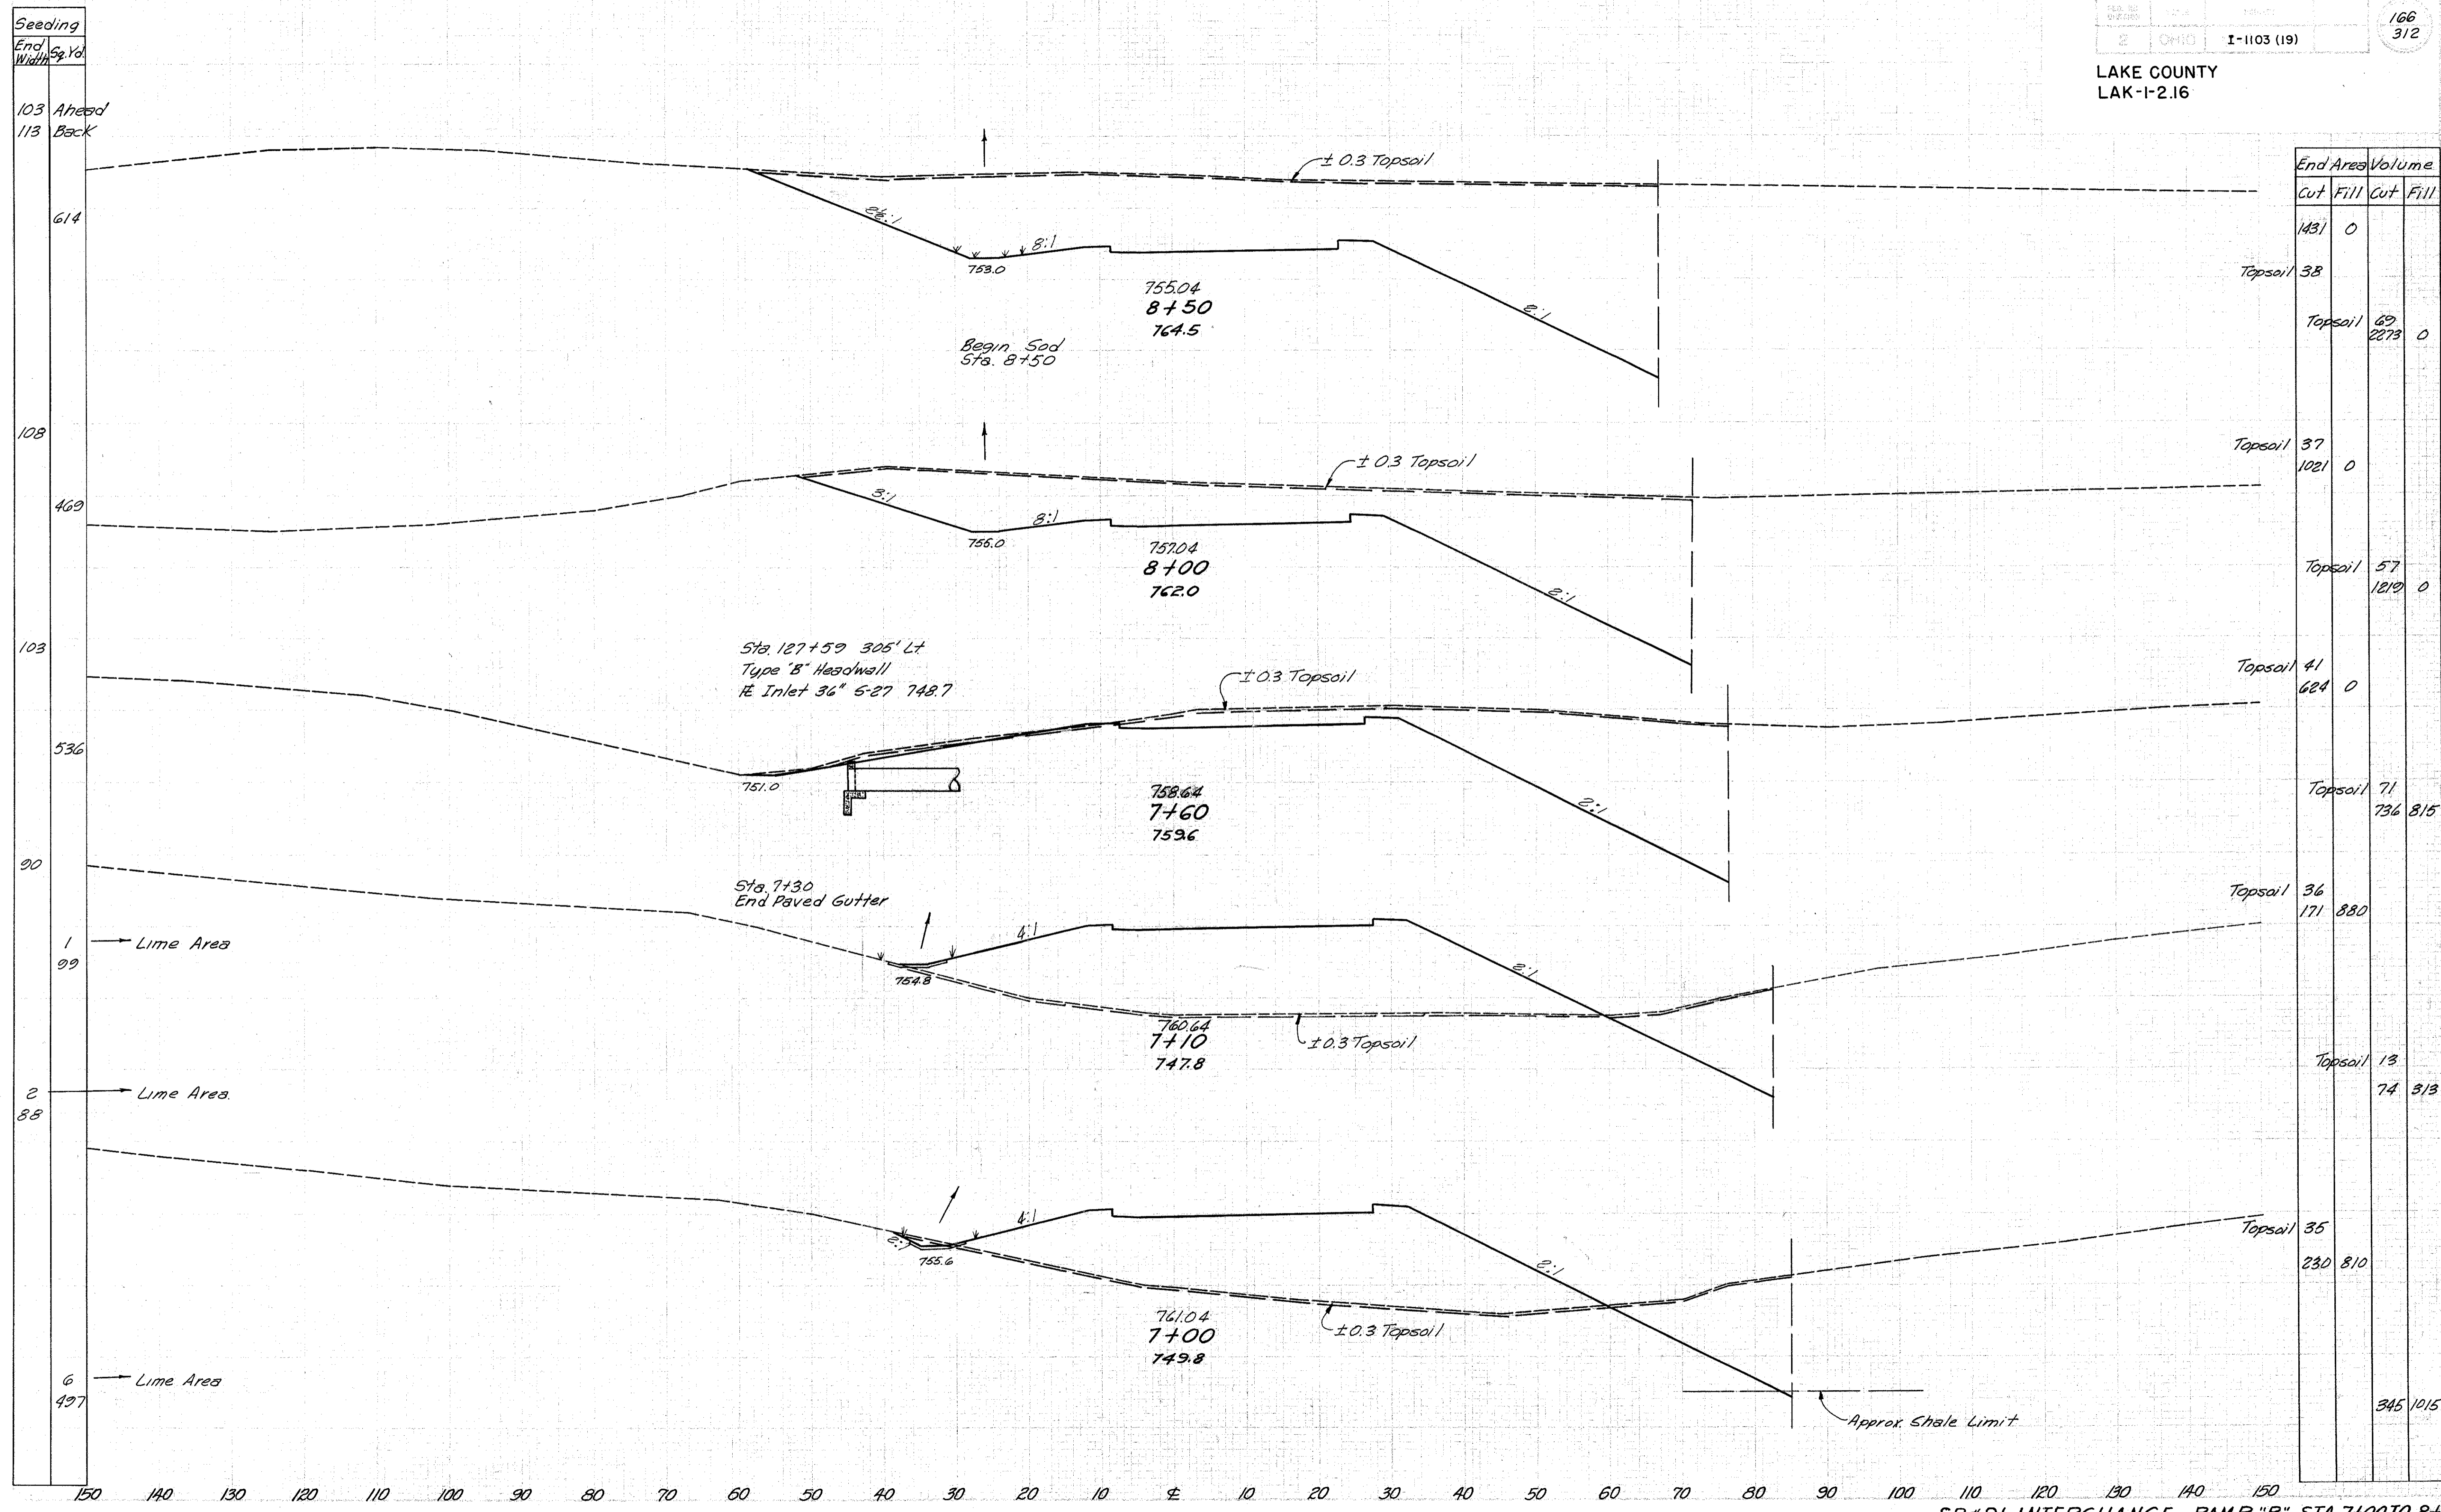 Seeding
End Width Sq. Yd.
103 Ahead
113 Back
614
108
469
103
536
90
1 Lime Area
99
2 Lime Area
88
6 Lime Area
497
2 OHIO I-1103 (19)
166
312
LAKE COUNTY
LAK-1-2.16
End Area Volume
Cut Fill Cut Fill
1431 0
Topsoil 38
Topsoil 69
2273 0
Topsoil 37
1021 0
Topsoil 57
1219 0
Topsoil 41
624 0
Topsoil 71
736 815
Topsoil 36
171 880
Topsoil 13
74 313
Topsoil 35
230 810
345 1015
± 0.3 Topsoil
8:1
753.0
755.04
8+50
764.5
2:1
Begin Sod
Sta. 8+50
± 0.3 Topsoil
3:1
8:1
756.0
757.04
8+00
762.0
2:1
Sta. 127+59 305' Lt
Type "B" Headwall
Inlet 36" S-27 748.7
± 0.3 Topsoil
751.0
758.64
7+60
759.6
2:1
Sta. 7+30
End Paved Gutter
4:1
754.8
2:1
760.64
7+10
747.8
± 0.3 Topsoil
4:1
2:1
755.6
2:1
761.04
7+00
749.8
± 0.3 Topsoil
Approx. Shale Limit
150 140 130 120 110 100 90 80 70 60 50 40 30 20 10 ℄ 10 20 30 40 50 60 70 80 90 100 110 120 130 140 150
INTERCHANGE RAMP "B" STA. 7+00 TO 8+